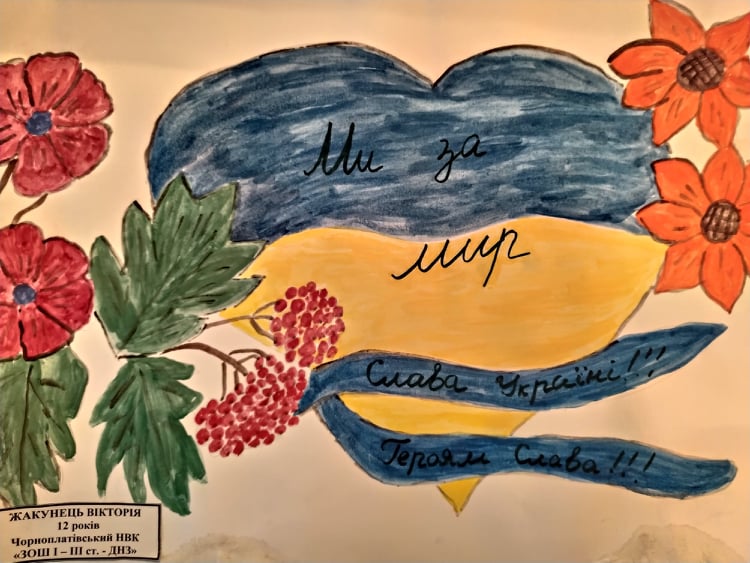 Ми за
мир
Слава Україні!!!
Героям Слава!!!
ЖАКУНЕЦЬ ВІКТОРІЯ
12 років
Чорноплатівський НВК
«ЗОШ І – ІІІ ст. - ДНЗ»